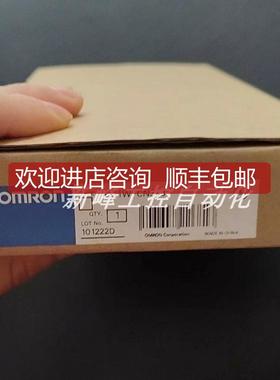 欢迎进店咨询 顺丰包邮
OMRON
QTY.
1
新峰工控自动化
LOT No.
101222D
OMRON Corporation